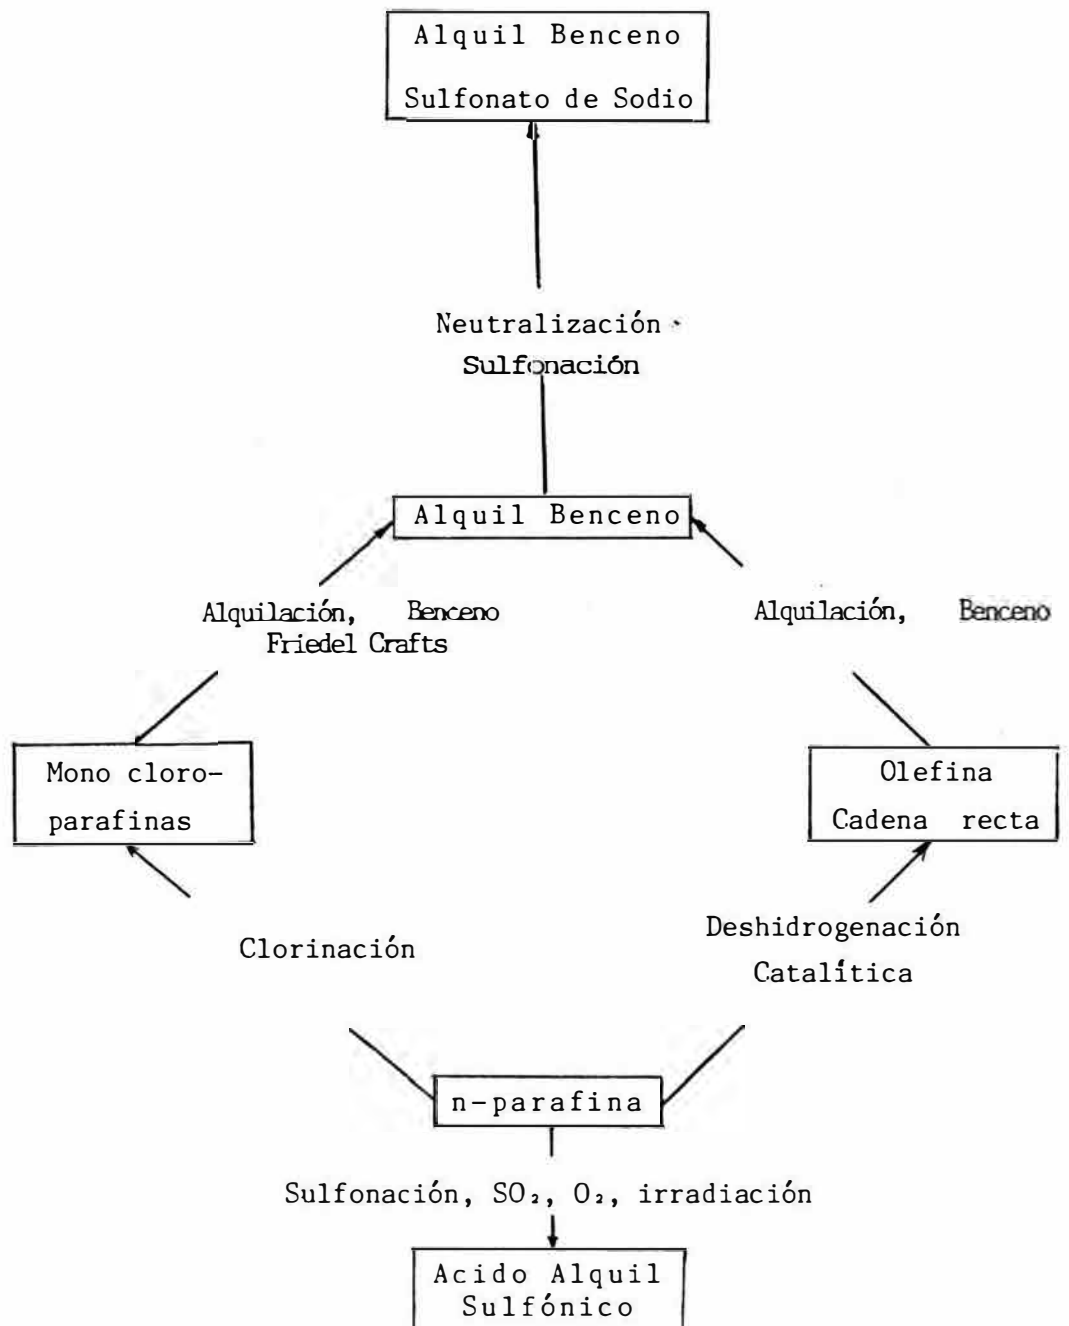 Alquil Benceno
Sulfonato de Sodio
Neutralización
Sulfonación
Alquil Benceno
Alquilación, Benceno
Friedel Crafts
Alquilación, Benceno
Mono cloro-
parafinas
Olefina
Cadena recta
Clorinación
Deshidrogenación
Catalítica
n-parafina
Sulfonación, SO₂, O₂, irradiación
Acido Alquil
Sulfónico